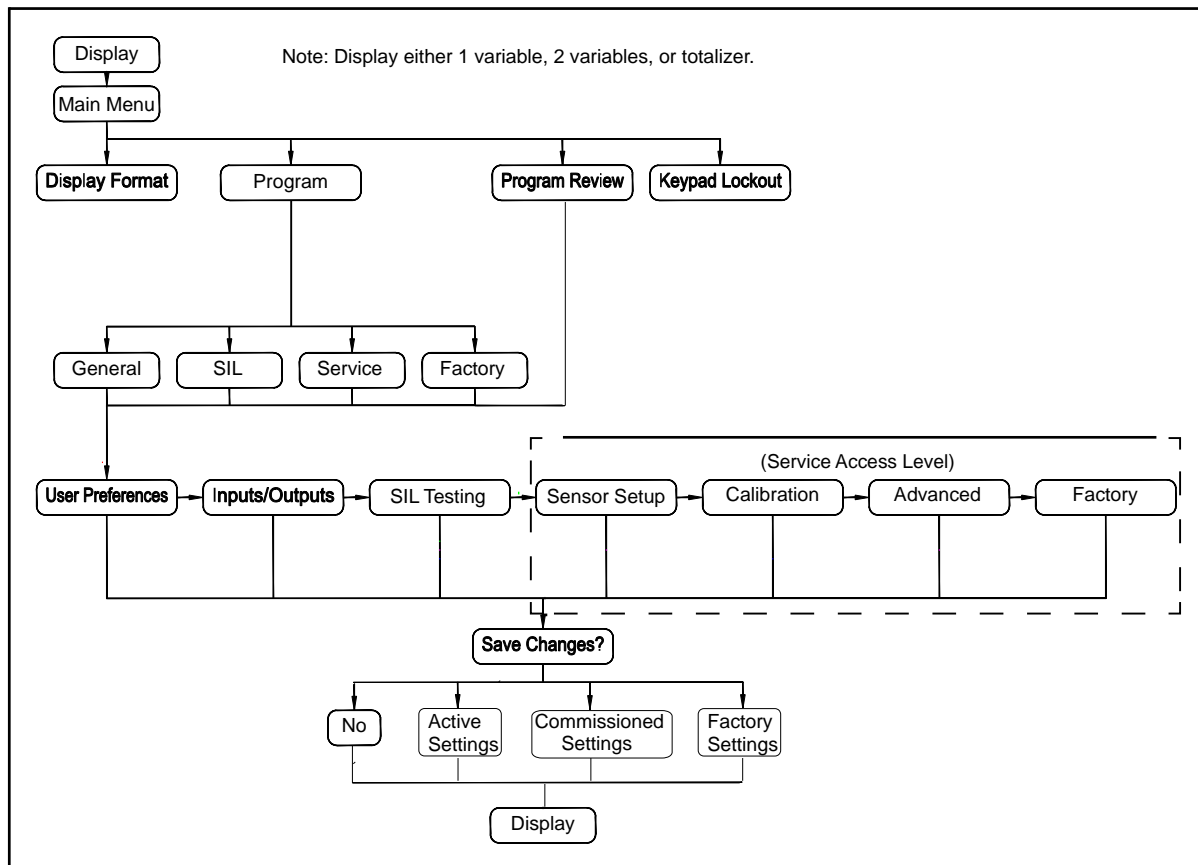 Display
Note: Display either 1 variable, 2 variables, or totalizer.
Main Menu
Display Format
Program
Program Review
Keypad Lockout
General
SIL
Service
Factory
(Service Access Level)
User Preferences
Inputs/Outputs
SIL Testing
Sensor Setup
Calibration
Advanced
Factory
Save Changes?
No
Active
Settings
Commissioned
Settings
Factory
Settings
Display